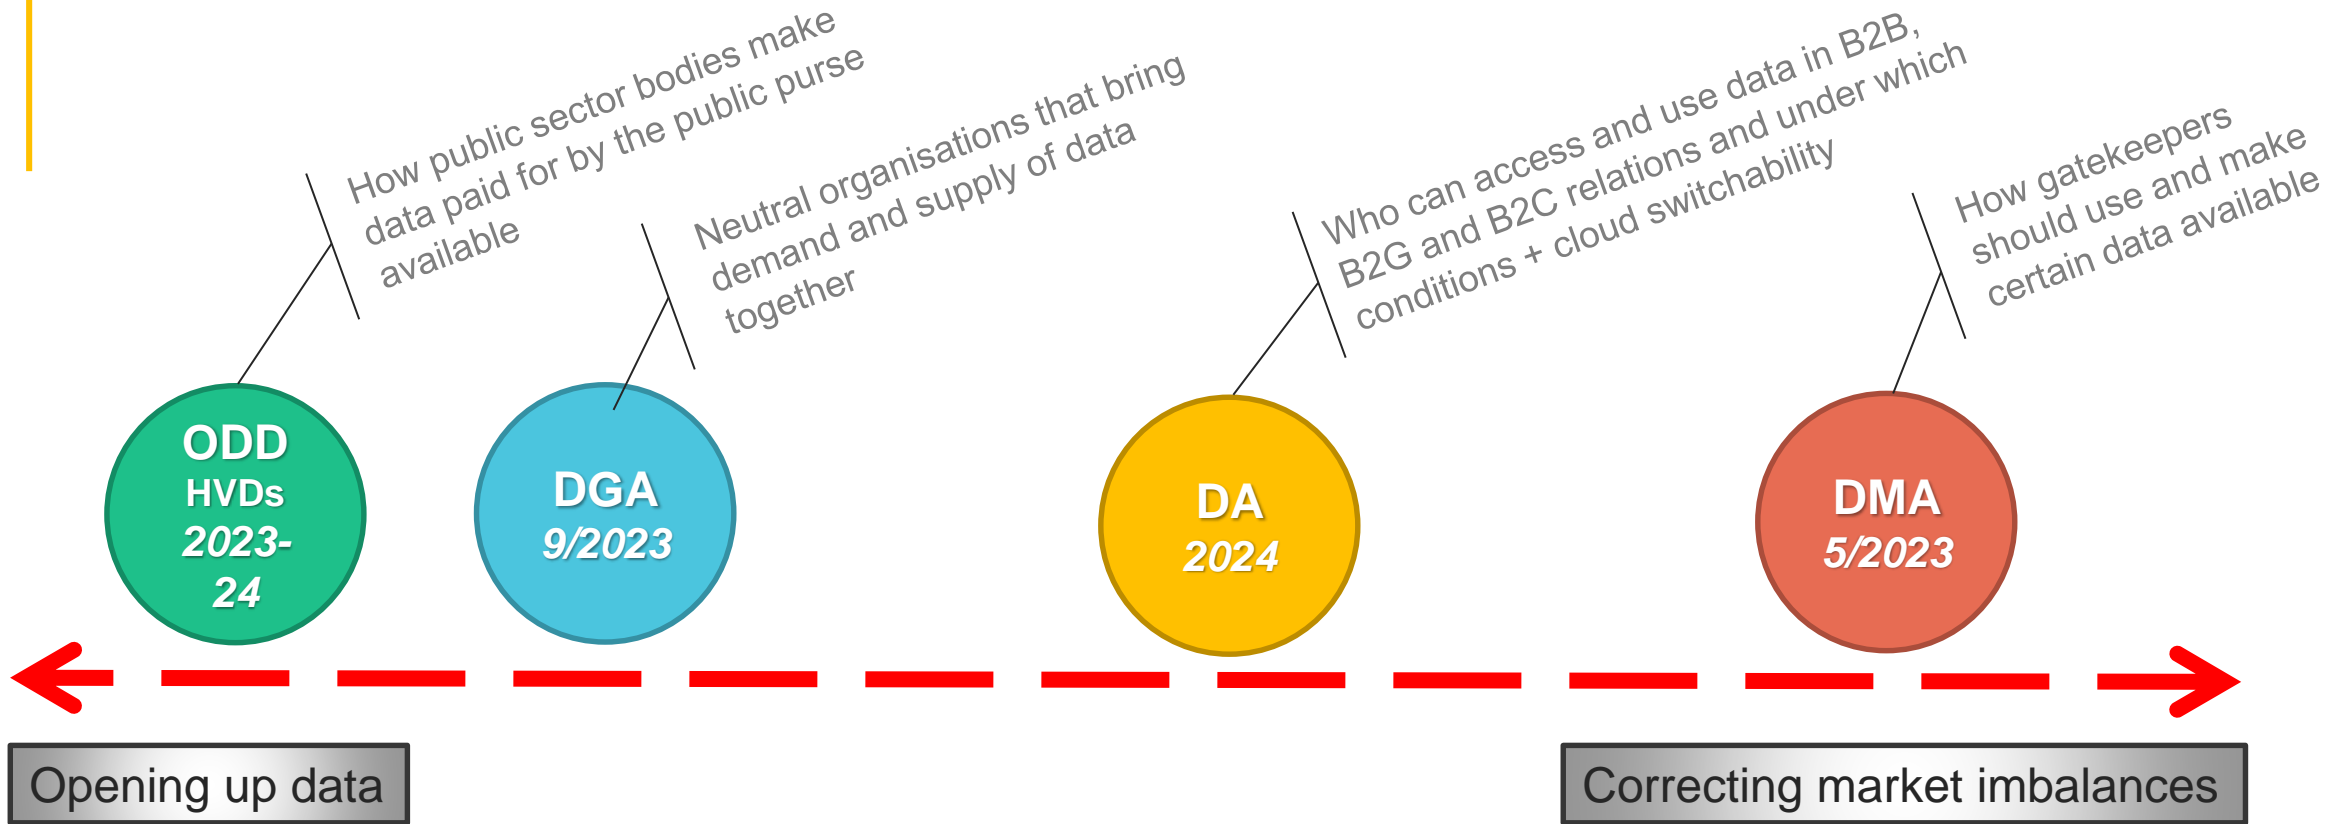 How public sector bodies make
data paid for by the public purse
available
Neutral organisations that bring
demand and supply of data
together
Who can access and use data in B2B,
B2G and B2C relations and under which
conditions + cloud switchability
How gatekeepers
should use and make
certain data available
ODD
HVDs
2023-
24
DGA
9/2023
DA
2024
DMA
5/2023
Opening up data
Correcting market imbalances